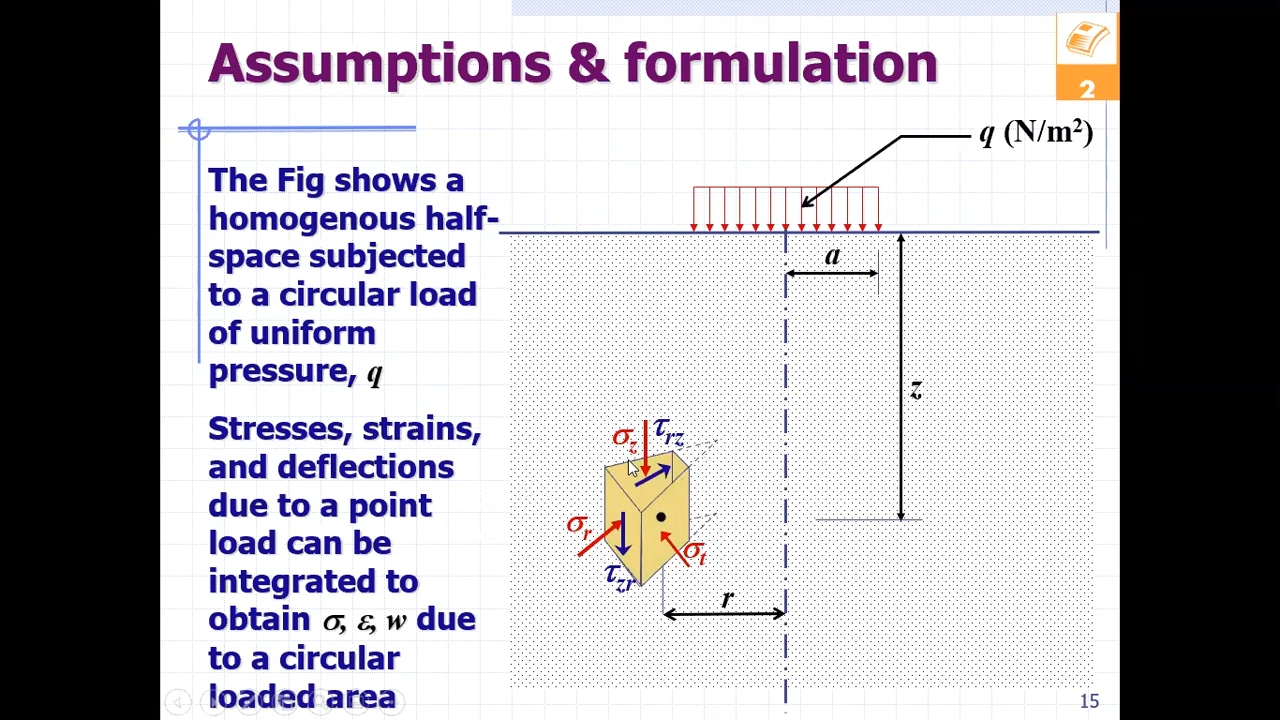 Assumptions & formulation
2
q (N/m²)
The Fig shows a
homogenous half-
space subjected
to a circular load
of uniform
pressure, q
a
z
Stresses, strains,
and deflections
due to a point
load can be
integrated to
obtain σ, ε, w due
to a circular
loaded area
σz
τrz
σr
σt
τzr
r
15